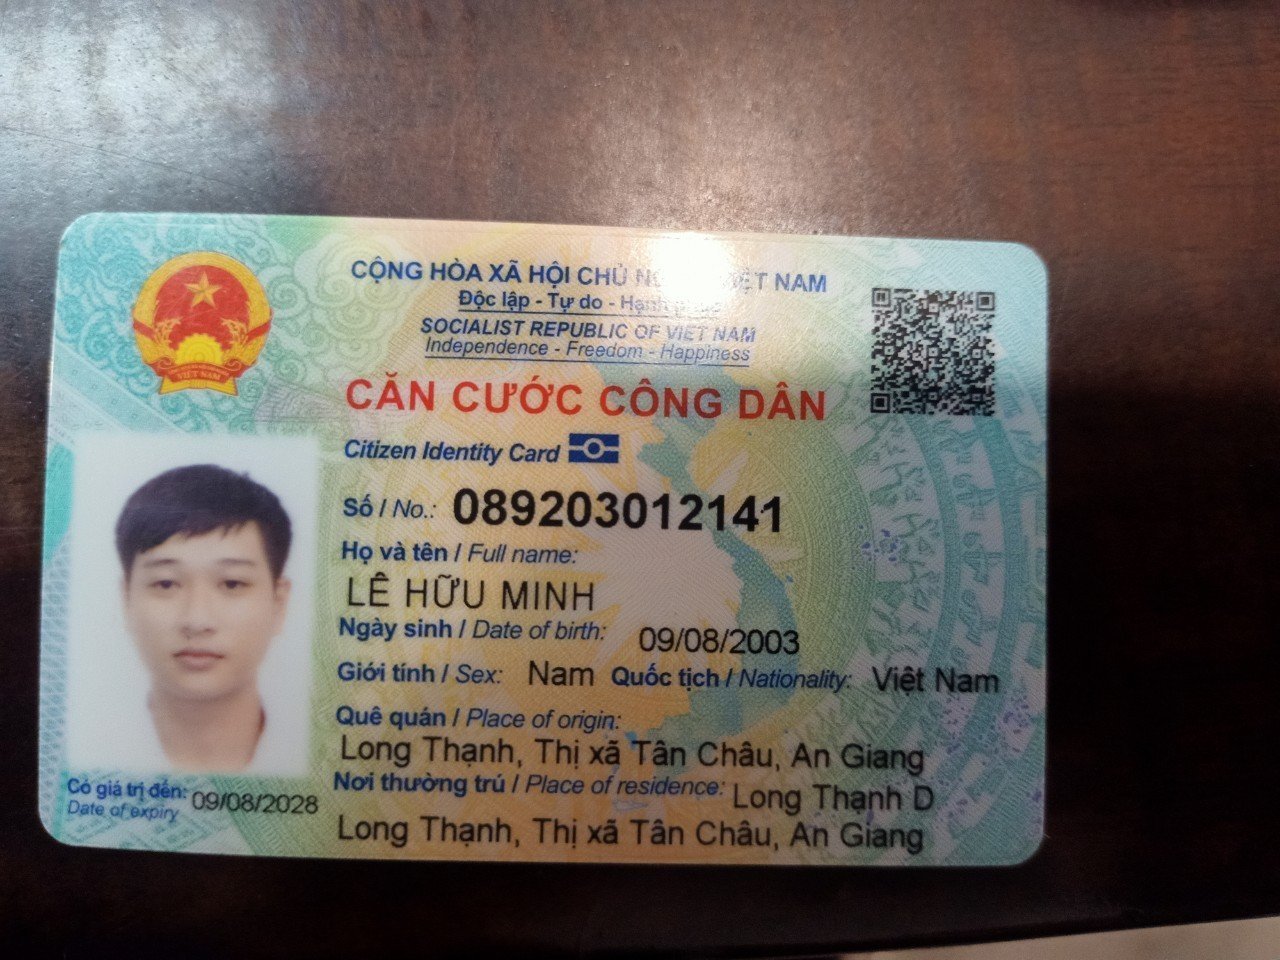 CỘNG HÒA XÃ HỘI CHỦ VIỆT NAM
Độc lập - Tự do - Hạnh phúc
SOCIALIST REPUBLIC OF VIET NAM
Independence - Freedom - Happiness
CĂN CƯỚC CÔNG DÂN
Citizen Identity Card
Số / No.: 089203012141
Họ và tên / Full name:
LÊ HỮU MINH
Ngày sinh / Date of birth: 09/08/2003
Giới tính / Sex: Nam Quốc tịch / Nationality: Việt Nam
Quê quán / Place of origin:
Long Thạnh, Thị xã Tân Châu, An Giang
Nơi thường trú / Place of residence: Long Thạnh D
Long Thạnh, Thị xã Tân Châu, An Giang
Có giá trị đến: 09/08/2028
Date of expiry
VIỆT NAM